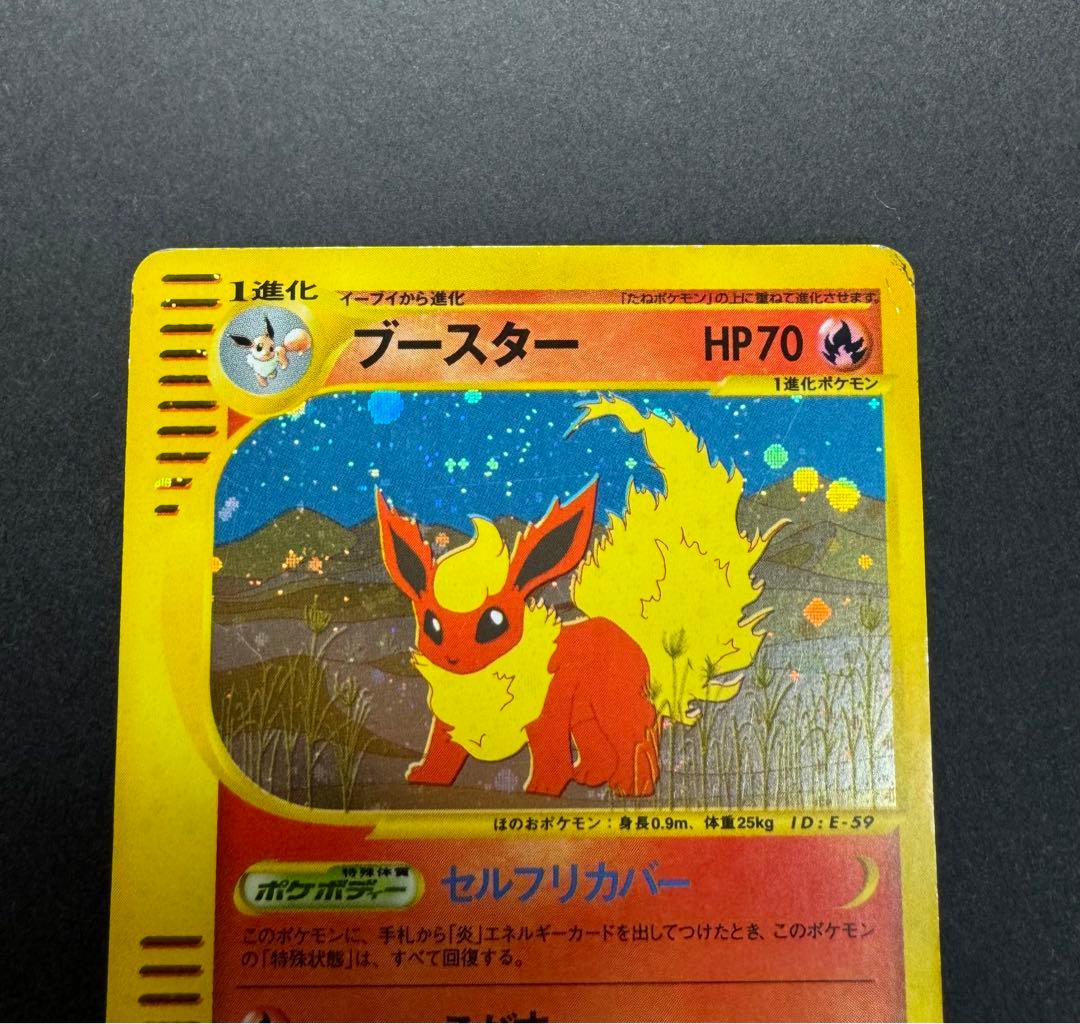 1進化 イーブイから進化 「たねポケモン」の上に重ねて進化させます。
ブースター HP70
1進化ポケモン
ほのおポケモン：身長0.9m、体重25kg ID:E-59
特殊体質
ポケボディー セルフリカバー
このポケモンに、手札から「炎」エネルギーカードを出してつけたとき、このポケモン
の「特殊状態」は、すべて回復する。